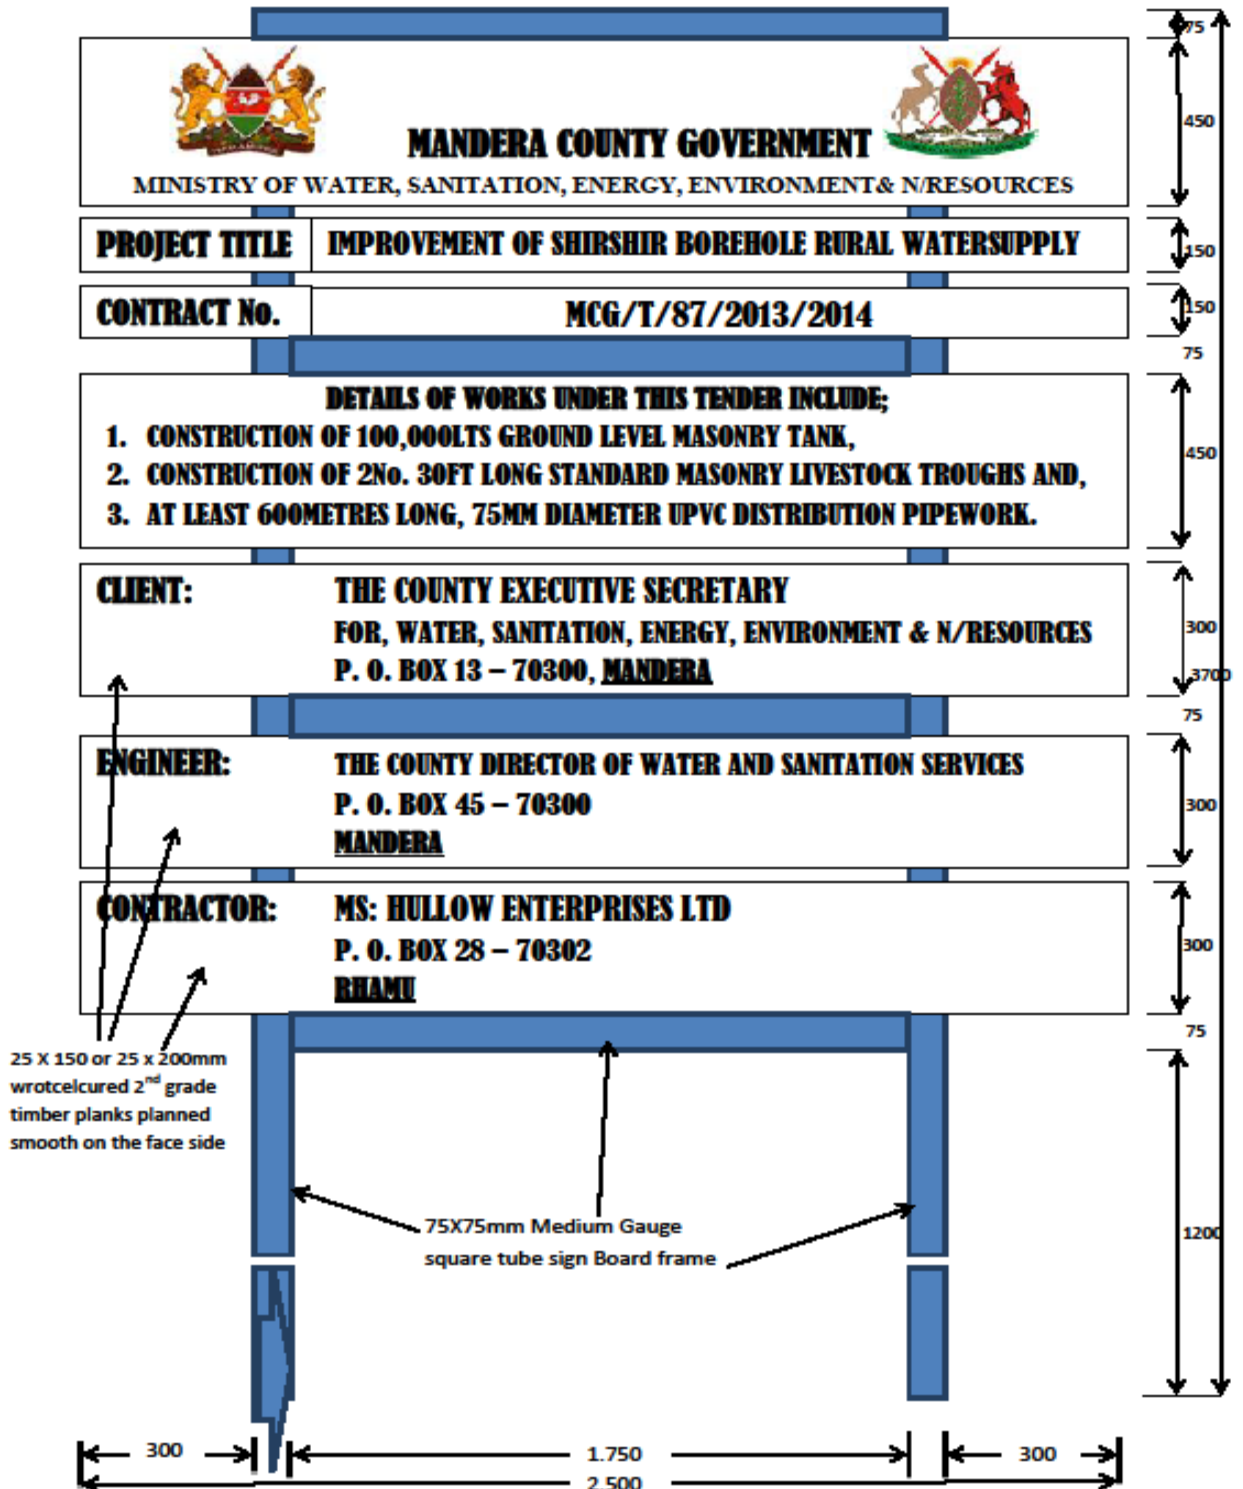 75
MANDERA COUNTY GOVERNMENT
450
MINISTRY OF WATER, SANITATION, ENERGY, ENVIRONMENT& N/RESOURCES
PROJECT TITLE IMPROVEMENT OF SHIRSHIR BOREHOLE RURAL WATERSUPPLY
150
CONTRACT No. MCG/T/87/2013/2014
150
75
DETAILS OF WORKS UNDER THIS TENDER INCLUDE;
1. CONSTRUCTION OF 100,000LTS GROUND LEVEL MASONRY TANK,
2. CONSTRUCTION OF 2No. 30FT LONG STANDARD MASONRY LIVESTOCK TROUGHS AND,
3. AT LEAST 600METRES LONG, 75MM DIAMETER UPVC DISTRIBUTION PIPEWORK.
450
CLIENT: THE COUNTY EXECUTIVE SECRETARY
FOR, WATER, SANITATION, ENERGY, ENVIRONMENT & N/RESOURCES
P. O. BOX 13 – 70300, MANDERA
300
3700
75
ENGINEER: THE COUNTY DIRECTOR OF WATER AND SANITATION SERVICES
P. O. BOX 45 – 70300
MANDERA
300
CONTRACTOR: MS: HULLOW ENTERPRISES LTD
P. O. BOX 28 – 70302
RHAMU
300
75
25 X 150 or 25 x 200mm
wrotcelcured 2nd grade
timber planks planned
smooth on the face side
75X75mm Medium Gauge
square tube sign Board frame
1200
300 1.750 300
2.500